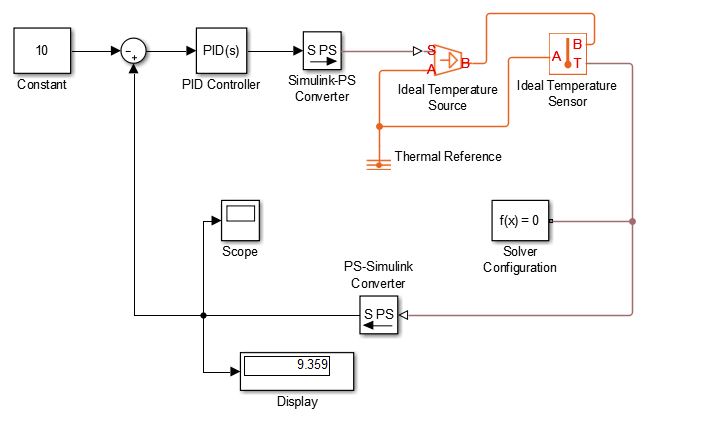 10
Constant
-
+
PID(s)
PID Controller
S PS
Simulink-PS
Converter
S
A
B
Ideal Temperature
Source
A
B
T
Ideal Temperature
Sensor
Thermal Reference
Scope
f(x) = 0
Solver
Configuration
PS-Simulink
Converter
S PS
9.359
Display